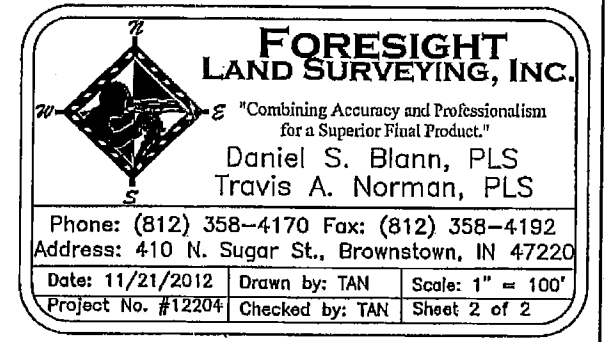 N
FORESIGHT
LAND SURVEYING, INC.
W E
"Combining Accuracy and Professionalism
for a Superior Final Product."
Daniel S. Blann, PLS
S
Travis A. Norman, PLS
Phone: (812) 358-4170 Fax: (812) 358-4192
Address: 410 N. Sugar St., Brownstown, IN 47220
Date: 11/21/2012 Drawn by: TAN Scale: 1" = 100'
Project No. #12204 Checked by: TAN Sheet 2 of 2